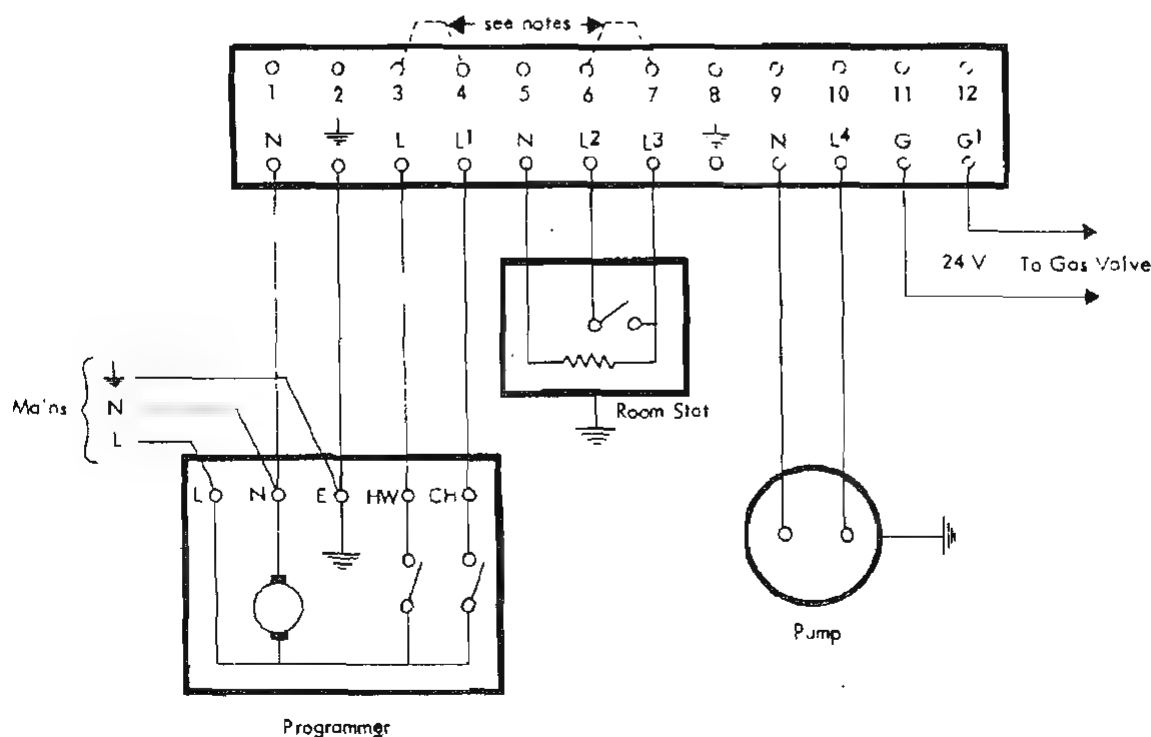 see notes
1 2 3 4 5 6 7 8 9 10 11 12
N L L1 N L2 L3 N L4 G G1
24 V To Gas Valve
Room Stat
Mains
N
L
L N E HW CH
Pump
Programmer